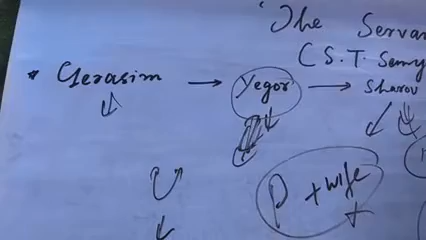 'The Servan
(S.T. Semy
* Gerasim → Yegor → Sharov
P + wife